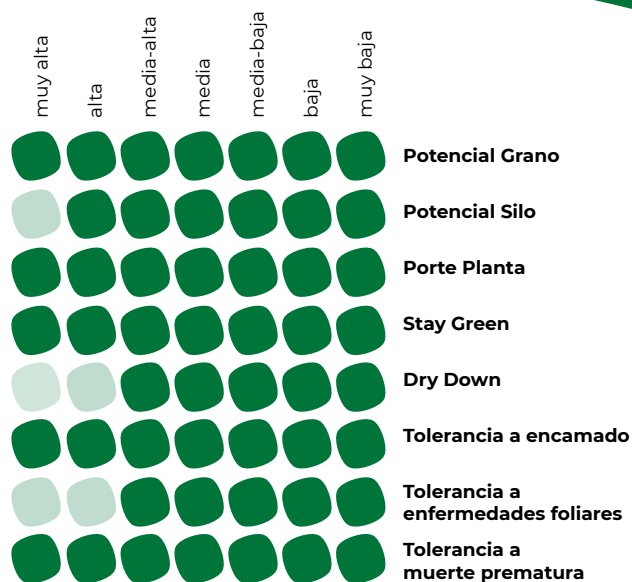 muy alta
alta
media-alta
media
media-baja
baja
muy baja
Potencial Grano
Potencial Silo
Porte Planta
Stay Green
Dry Down
Tolerancia a encamado
Tolerancia a
enfermedades foliares
Tolerancia a
muerte prematura